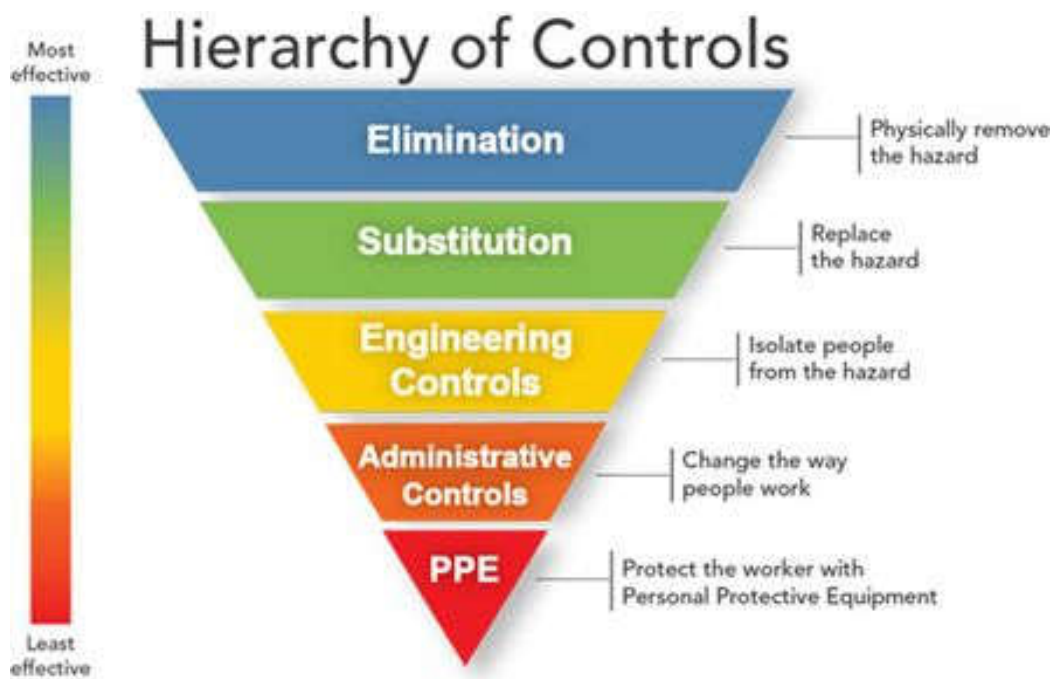 Hierarchy of Controls
Most
effective
Elimination
Physically remove
the hazard
Substitution
Replace
the hazard
Engineering
Controls
Isolate people
from the hazard
Administrative
Controls
Change the way
people work
PPE
Protect the worker with
Personal Protective Equipment
Least
effective